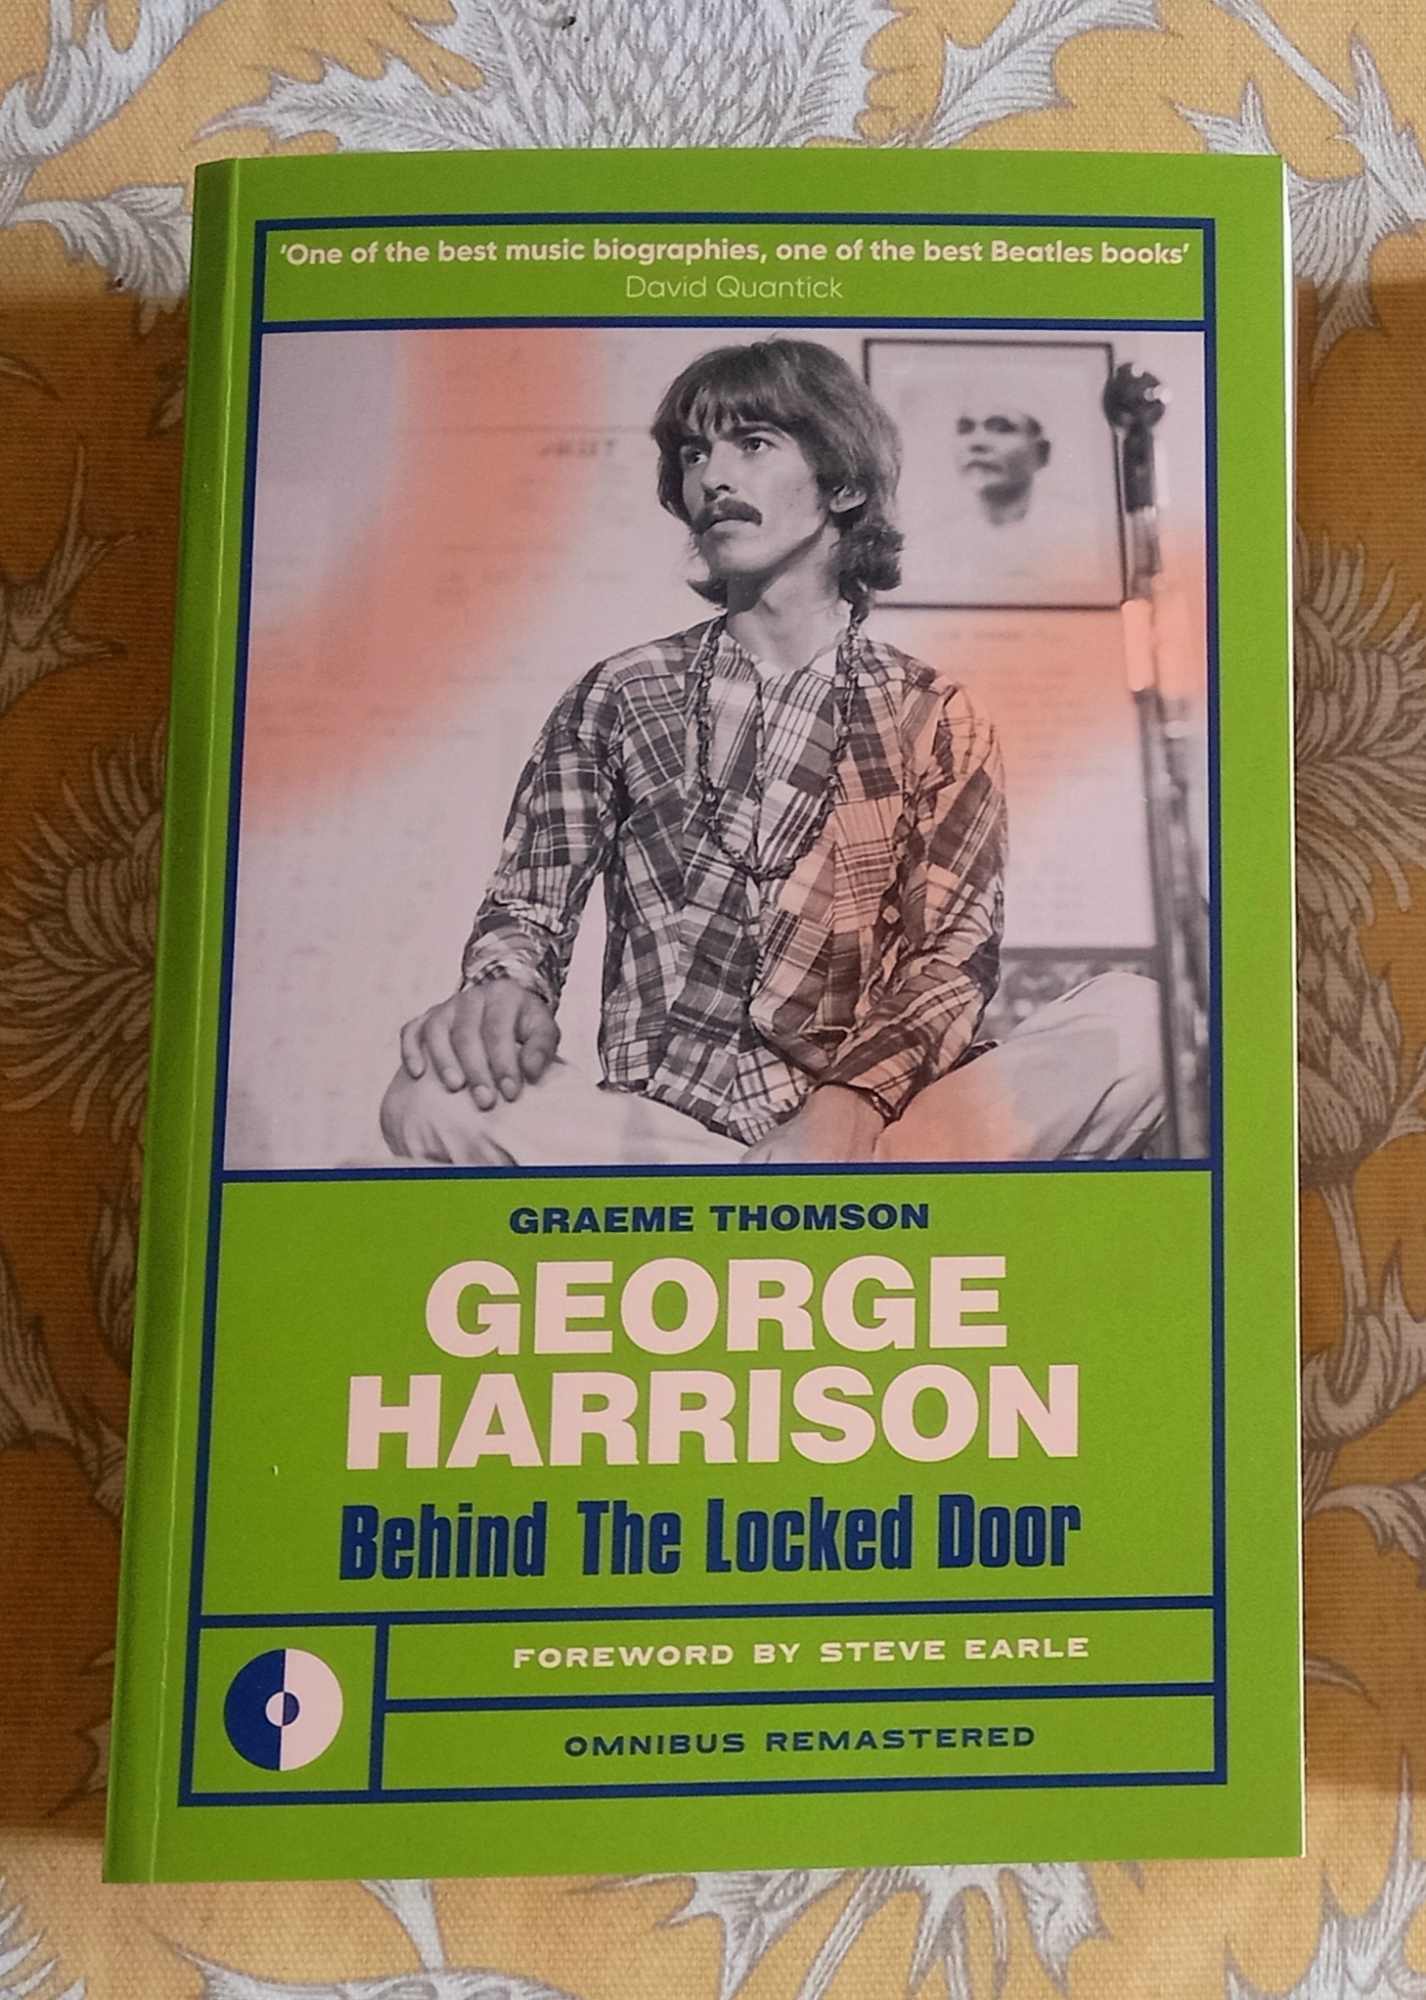 ‘One of the best music biographies, one of the best Beatles books’
David Quantick
GRAEME THOMSON
GEORGE
HARRISON
Behind The Locked Door
FOREWORD BY STEVE EARLE
OMNIBUS REMASTERED